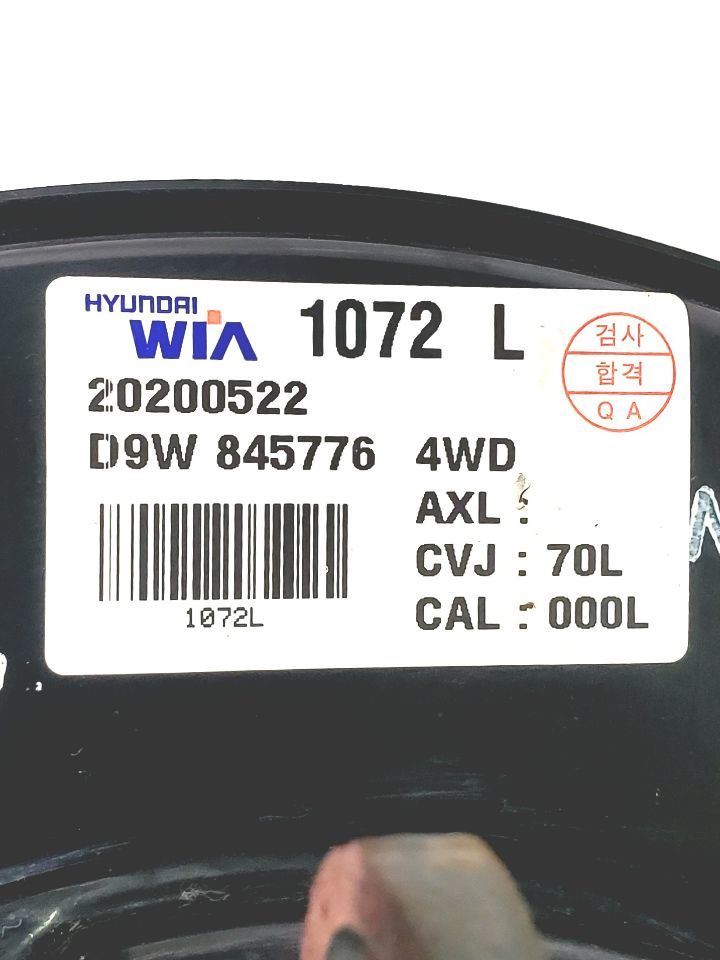 HYUNDAI
WIA
1072 L
검사
합격
QA
20200522
D9W 845776 4WD
AXL :
CVJ : 70L
CAL : 000L
1072L